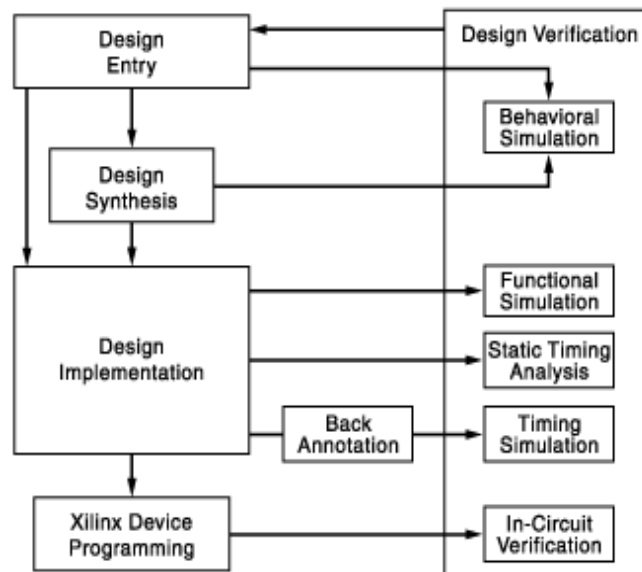 Design
Entry
Design Verification
Behavioral
Simulation
Design
Synthesis
Functional
Simulation
Design
Implementation
Static Timing
Analysis
Back
Annotation
Timing
Simulation
Xilinx Device
Programming
In-Circuit
Verification